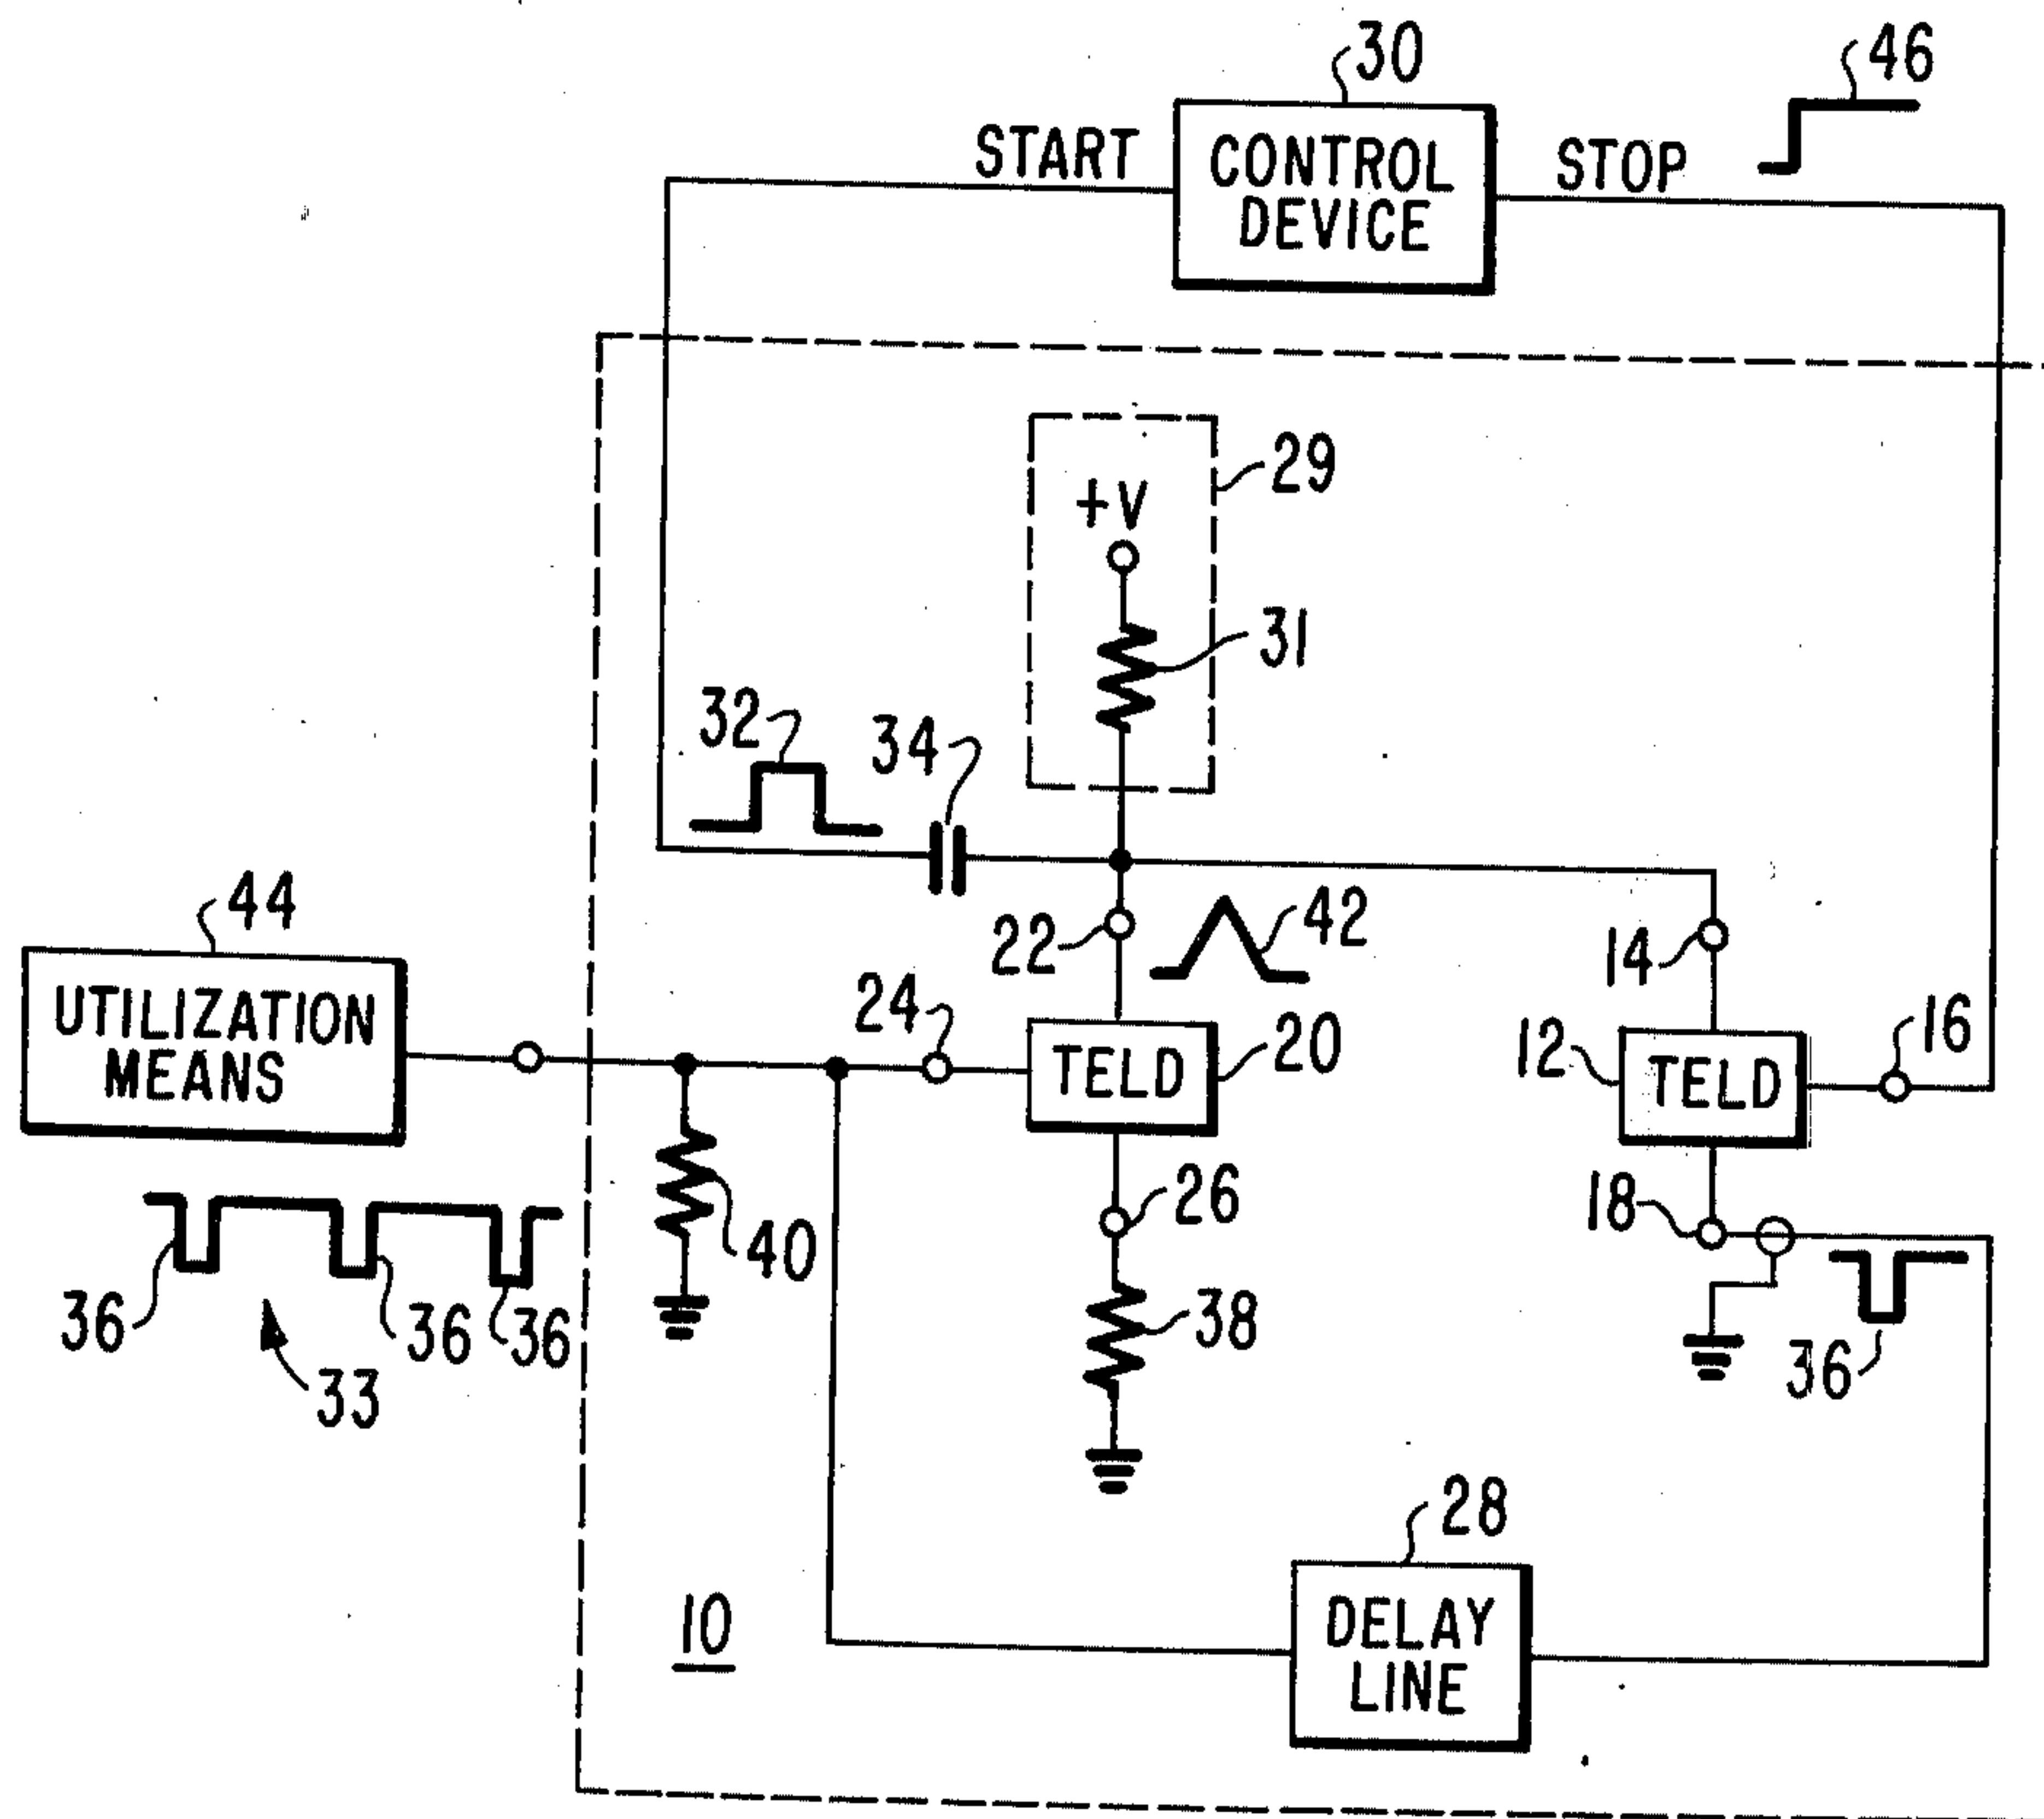 30
46
START
CONTROL
DEVICE
STOP
29
+V
31
32
34
44
22
42
14
24
20
12
16
UTILIZATION
MEANS
TELD
TELD
26
18
40
36
36
36
38
36
33
28
10
DELAY
LINE